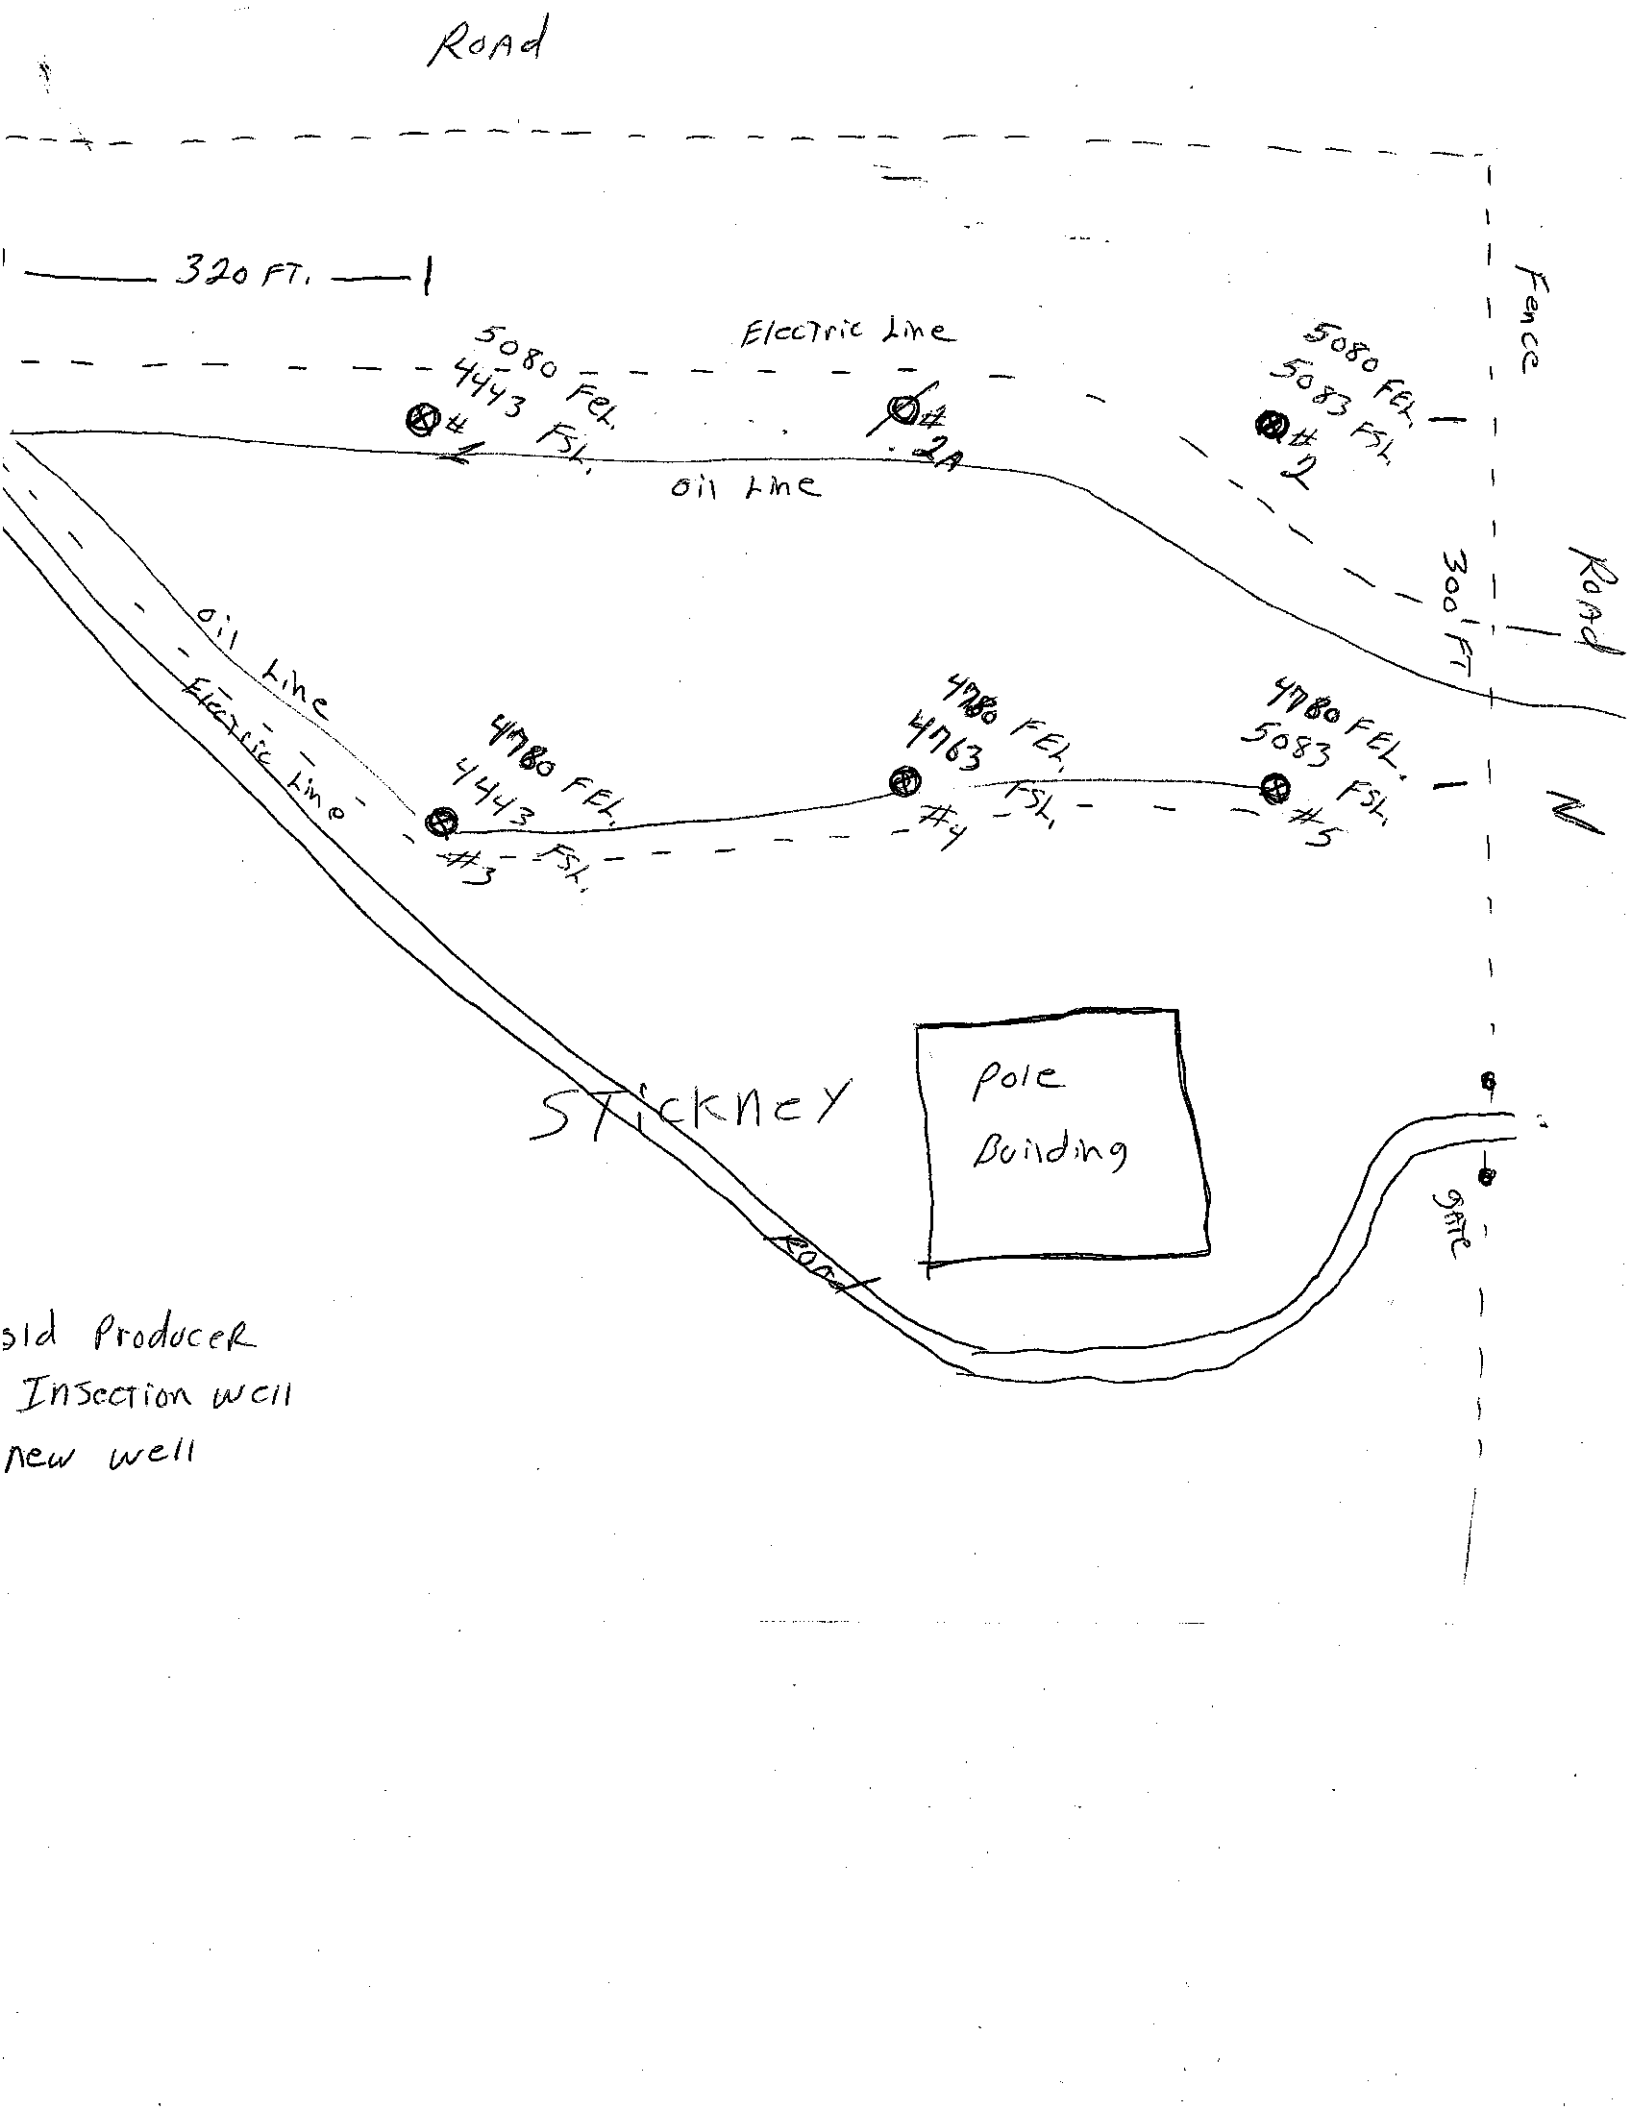 Road
320 FT.
Fence
Electric Line
5080 FEL.
4443 FSL.
# 1
# 2A
5080 FEL.
5083 FSL.
# 2
Oil Line
300' FT
Road
Oil Line
Electric Line
4780 FEL.
4443 FSL.
#3
4780 FEL.
4763 FSL.
#4
4780 FEL.
5083 FSL.
#5
N
Stickney
Pole
Building
Road
gate
Producer
Insection well
new well